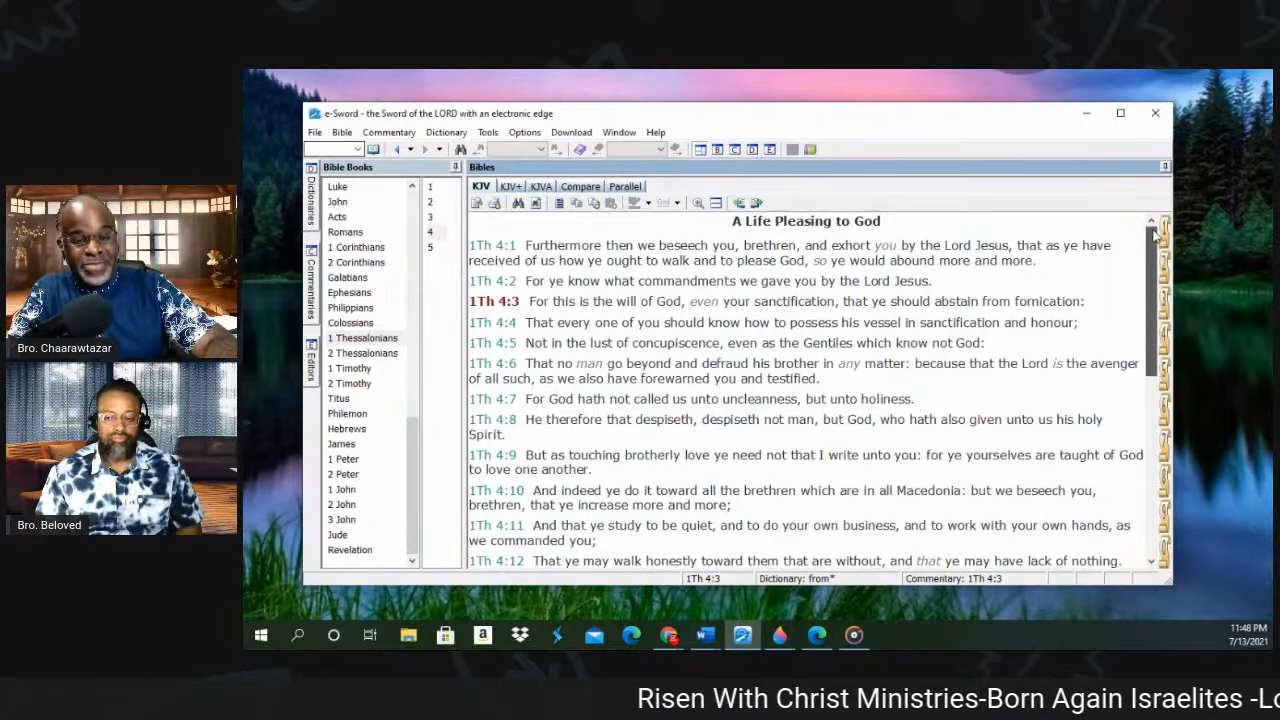 e-Sword - the Sword of the LORD with an electronic edge
File Bible Commentary Dictionary Tools Options Download Window Help
Bible Books
Bibles
Dictionaries
Commentaries
Editors
Luke
John
Acts
Romans
1 Corinthians
2 Corinthians
Galatians
Ephesians
Philippians
Colossians
1 Thessalonians
2 Thessalonians
1 Timothy
2 Timothy
Titus
Philemon
Hebrews
James
1 Peter
2 Peter
1 John
2 John
3 John
Jude
Revelation
1
2
3
4
5
KJV KJV+ KJVA Compare Parallel
A Life Pleasing to God
1Th 4:1 Furthermore then we beseech you, brethren, and exhort you by the Lord Jesus, that as ye have
received of us how ye ought to walk and to please God, so ye would abound more and more.
1Th 4:2 For ye know what commandments we gave you by the Lord Jesus.
1Th 4:3 For this is the will of God, even your sanctification, that ye should abstain from fornication:
1Th 4:4 That every one of you should know how to possess his vessel in sanctification and honour;
1Th 4:5 Not in the lust of concupiscence, even as the Gentiles which know not God:
1Th 4:6 That no man go beyond and defraud his brother in any matter: because that the Lord is the avenger
of all such, as we also have forewarned you and testified.
1Th 4:7 For God hath not called us unto uncleanness, but unto holiness.
1Th 4:8 He therefore that despiseth, despiseth not man, but God, who hath also given unto us his holy
Spirit.
1Th 4:9 But as touching brotherly love ye need not that I write unto you: for ye yourselves are taught of God
to love one another.
1Th 4:10 And indeed ye do it toward all the brethren which are in all Macedonia: but we beseech you,
brethren, that ye increase more and more;
1Th 4:11 And that ye study to be quiet, and to do your own business, and to work with your own hands, as
we commanded you;
1Th 4:12 That ye may walk honestly toward them that are without, and that ye may have lack of nothing.
1Th 4:3 Dictionary: from* Commentary: 1Th 4:3
Bro. Chaarawtazar
Bro. Beloved
11:48 PM
7/13/2021
Risen With Christ Ministries-Born Again Israelites -Lo